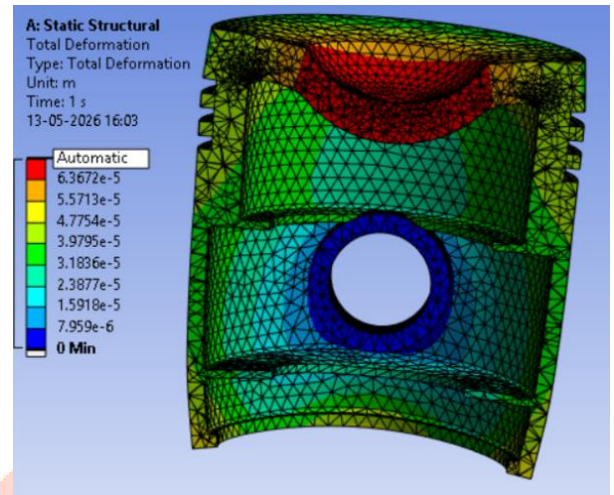 A: Static Structural
Total Deformation
Type: Total Deformation
Unit: m
Time: 1 s
13-05-2026 16:03
Automatic
6.3672e-5
5.5713e-5
4.7754e-5
3.9795e-5
3.1836e-5
2.3877e-5
1.5918e-5
7.959e-6
0 Min